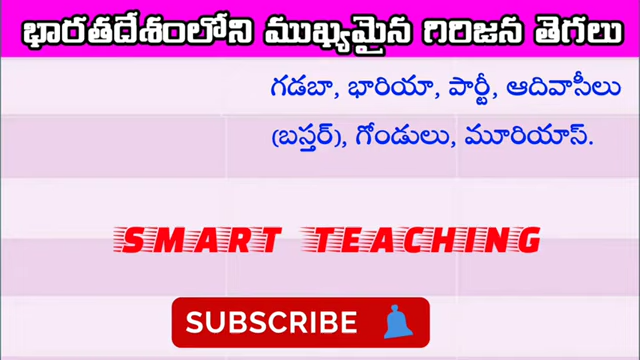 భారతదేశంలోని ముఖ్యమైన గిరిజన తెగలు
గడబా, భారియా, పార్టీ, ఆదివాసీలు
(బస్తర్), గోండులు, మూరియాస్.
SMART TEACHING
SUBSCRIBE